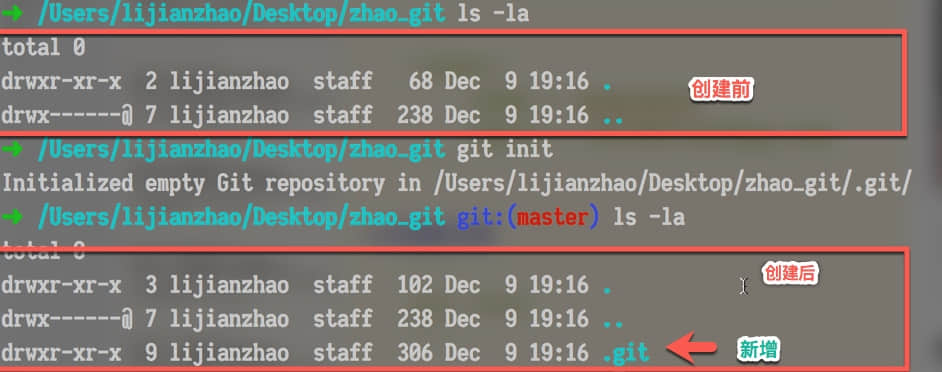 ➜ /Users/lijianzhao/Desktop/zhao_git ls -la
total 0
drwxr-xr-x 2 lijianzhao staff 68 Dec 9 19:16 . 创建前
drwx------@ 7 lijianzhao staff 238 Dec 9 19:16 ..
➜ /Users/lijianzhao/Desktop/zhao_git git init
Initialized empty Git repository in /Users/lijianzhao/Desktop/zhao_git/.git/
➜ /Users/lijianzhao/Desktop/zhao_git git:(master) ls -la
total 0
drwxr-xr-x 3 lijianzhao staff 102 Dec 9 19:16 . 创建后
drwx------@ 7 lijianzhao staff 238 Dec 9 19:16 ..
drwxr-xr-x 9 lijianzhao staff 306 Dec 9 19:16 .git 新增